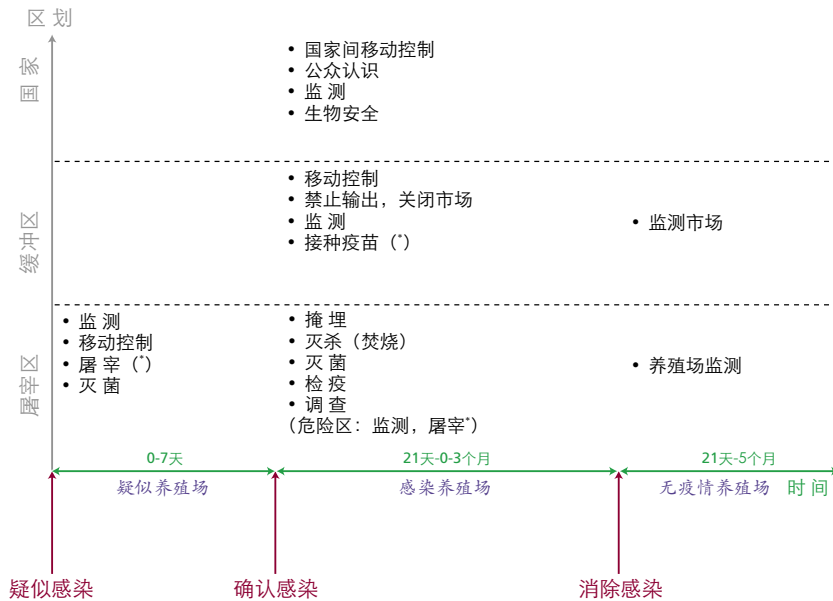 区 划
国 家
• 国家间移动控制
• 公众认识
• 监 测
• 生物安全
缓冲区
• 移动控制
• 禁止输出，关闭市场
• 监 测
• 接种疫苗（*）
• 监测市场
屠宰区
• 监 测
• 移动控制
• 屠 宰（*）
• 灭 菌
• 掩 埋
• 灭杀（焚烧）
• 灭 菌
• 检 疫
• 调 查
（危险区：监测，屠宰*）
• 养殖场监测
0-7天
21天-0-3个月
21天-5个月
疑似养殖场
感染养殖场
无疫情养殖场
时 间
疑似感染
确认感染
消除感染